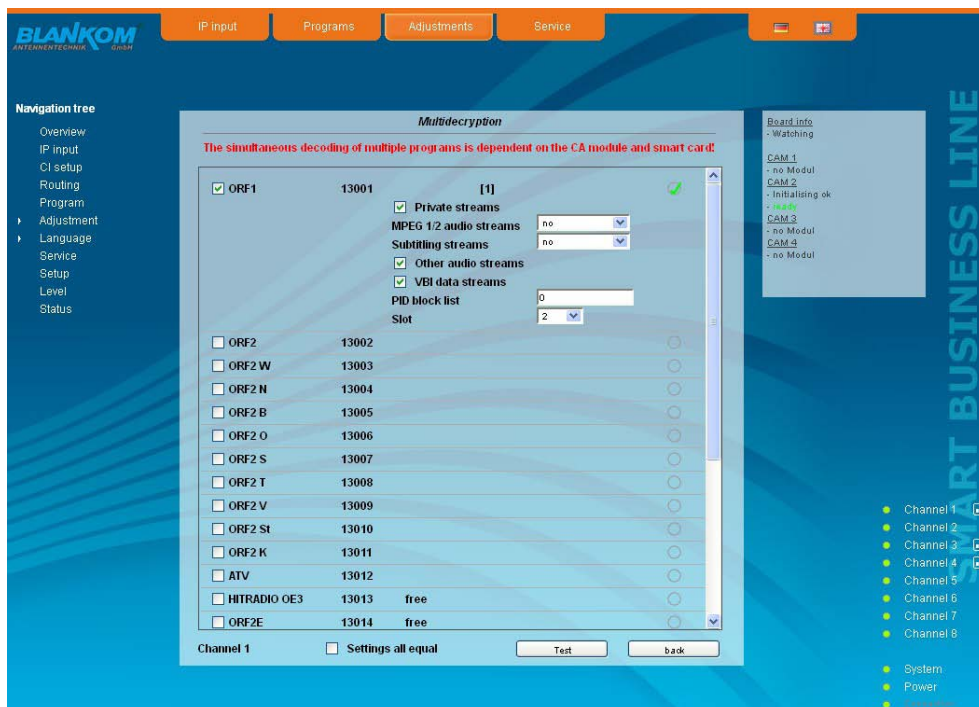 BLANKOM
ANTENNENTECHNIK GmbH
IP input
Programs
Adjustments
Service
Navigation tree
Overview
IP input
CI setup
Routing
Program
Adjustment
Language
Service
Setup
Level
Status
Multidecryption
The simultaneous decoding of multiple programs is dependent on the CA module and smart card!
ORF1 13001 [1]
Private streams
MPEG 1/2 audio streams no
Subtitling streams no
Other audio streams
VBI data streams
PID block list 0
Slot 2
ORF2 13002
ORF2 W 13003
ORF2 N 13004
ORF2 B 13005
ORF2 O 13006
ORF2 S 13007
ORF2 T 13008
ORF2 V 13009
ORF2 St 13010
ORF2 K 13011
ATV 13012
HITRADIO OE3 13013 free
ORF2E 13014 free
Channel 1 Settings all equal Test back
Board info
- Watching
CAM 1
- no Modul
CAM 2
- Initialising ok
- ready
CAM 3
- no Modul
CAM 4
- no Modul
SMART BUSINESS LINE
Channel 1
Channel 2
Channel 3
Channel 4
Channel 5
Channel 6
Channel 7
Channel 8
System
Power